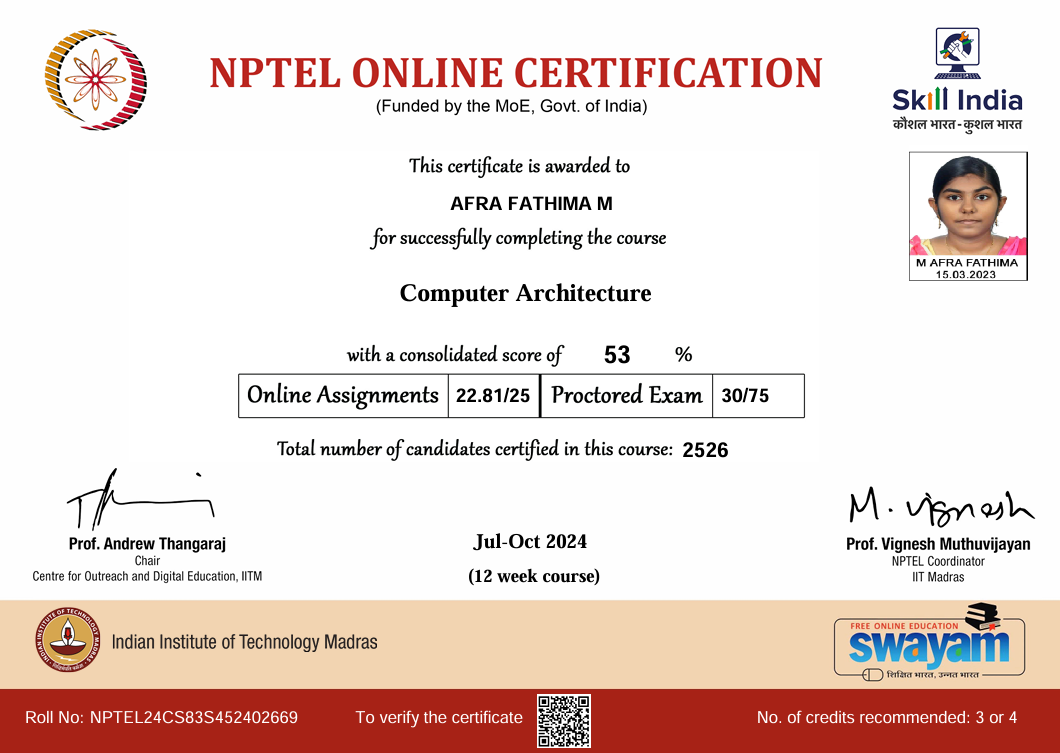 NPTEL ONLINE CERTIFICATION
(Funded by the MoE, Govt. of India)
Skill India
कौशल भारत - कुशल भारत
This certificate is awarded to
AFRA FATHIMA M
for successfully completing the course
M AFRA FATHIMA
15.03.2023
Computer Architecture
with a consolidated score of 53 %
Online Assignments 22.81/25 Proctored Exam 30/75
Total number of candidates certified in this course: 2526
M. Vignesh
Prof. Andrew Thangaraj
Chair
Centre for Outreach and Digital Education, IITM
Jul-Oct 2024
(12 week course)
Prof. Vignesh Muthuvijayan
NPTEL Coordinator
IIT Madras
INDIAN INSTITUTE OF TECHNOLOGY MADRAS
Indian Institute of Technology Madras
FREE ONLINE EDUCATION
swayam
शिक्षित भारत, उन्नत भारत
Roll No: NPTEL24CS83S452402669
To verify the certificate
No. of credits recommended: 3 or 4